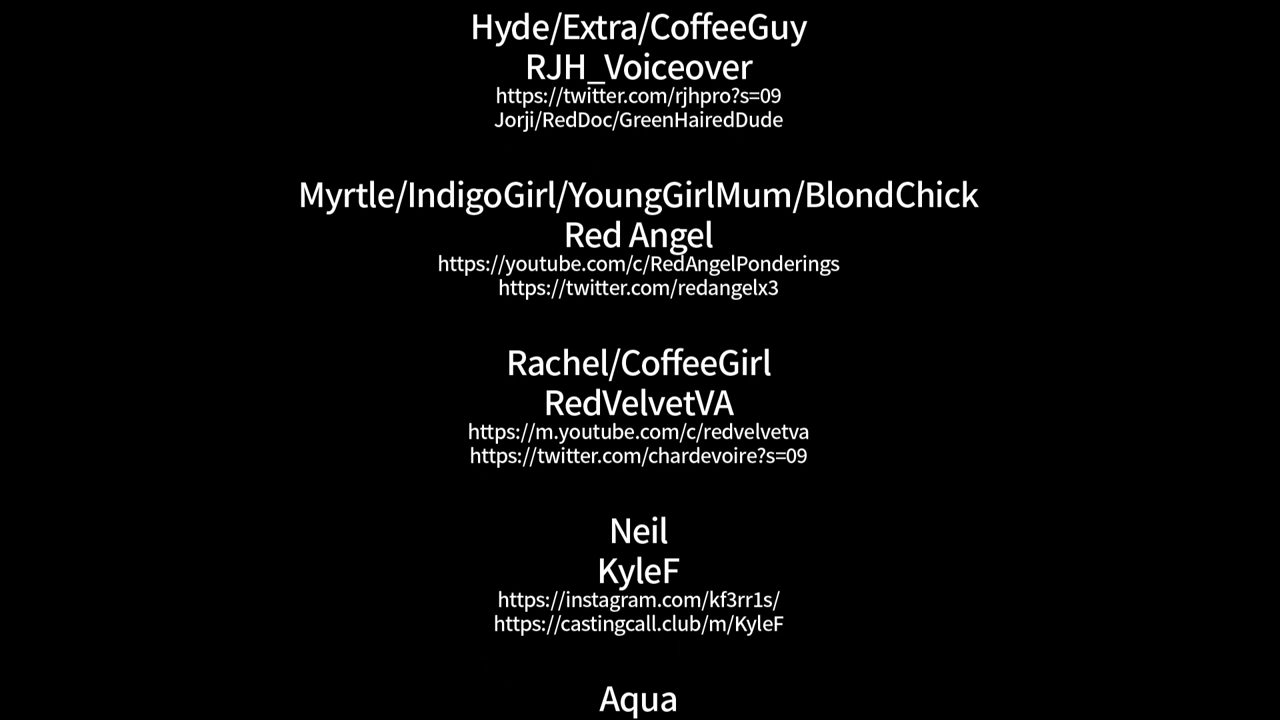 Hyde/Extra/CoffeeGuy
RJH_Voiceover
https://twitter.com/rjhpro?s=09
Jorji/RedDoc/GreenHairedDude
Myrtle/IndigoGirl/YoungGirlMum/BlondChick
Red Angel
https://youtube.com/c/RedAngelPonderings
https://twitter.com/redangelx3
Rachel/CoffeeGirl
RedVelvetVA
https://m.youtube.com/c/redvelvetva
https://twitter.com/chardevoire?s=09
Neil
KyleF
https://instagram.com/kf3rr1s/
https://castingcall.club/m/KyleF
Aqua